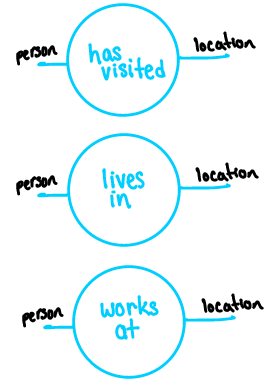 person
has
visited
location
person
lives
in
location
person
works
at
location